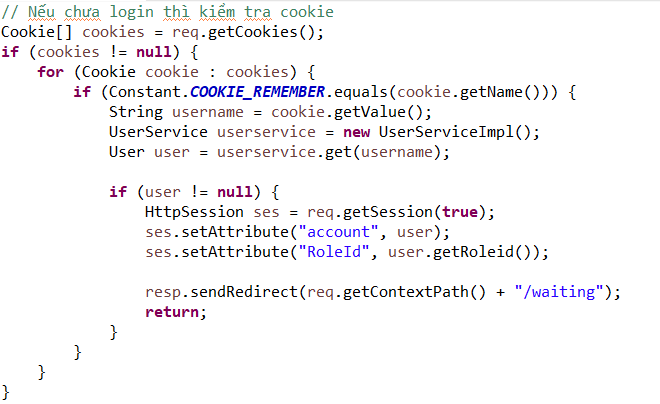 // Nếu chưa login thì kiểm tra cookie
Cookie[] cookies = req.getCookies();
if (cookies != null) {
    for (Cookie cookie : cookies) {
        if (Constant.COOKIE_REMEMBER.equals(cookie.getName())) {
            String username = cookie.getValue();
            UserService userservice = new UserServiceImpl();
            User user = userservice.get(username);

            if (user != null) {
                HttpSession ses = req.getSession(true);
                ses.setAttribute("account", user);
                ses.setAttribute("RoleId", user.getRoleid());

                resp.sendRedirect(req.getContextPath() + "/waiting");
                return;
            }
        }
    }
}